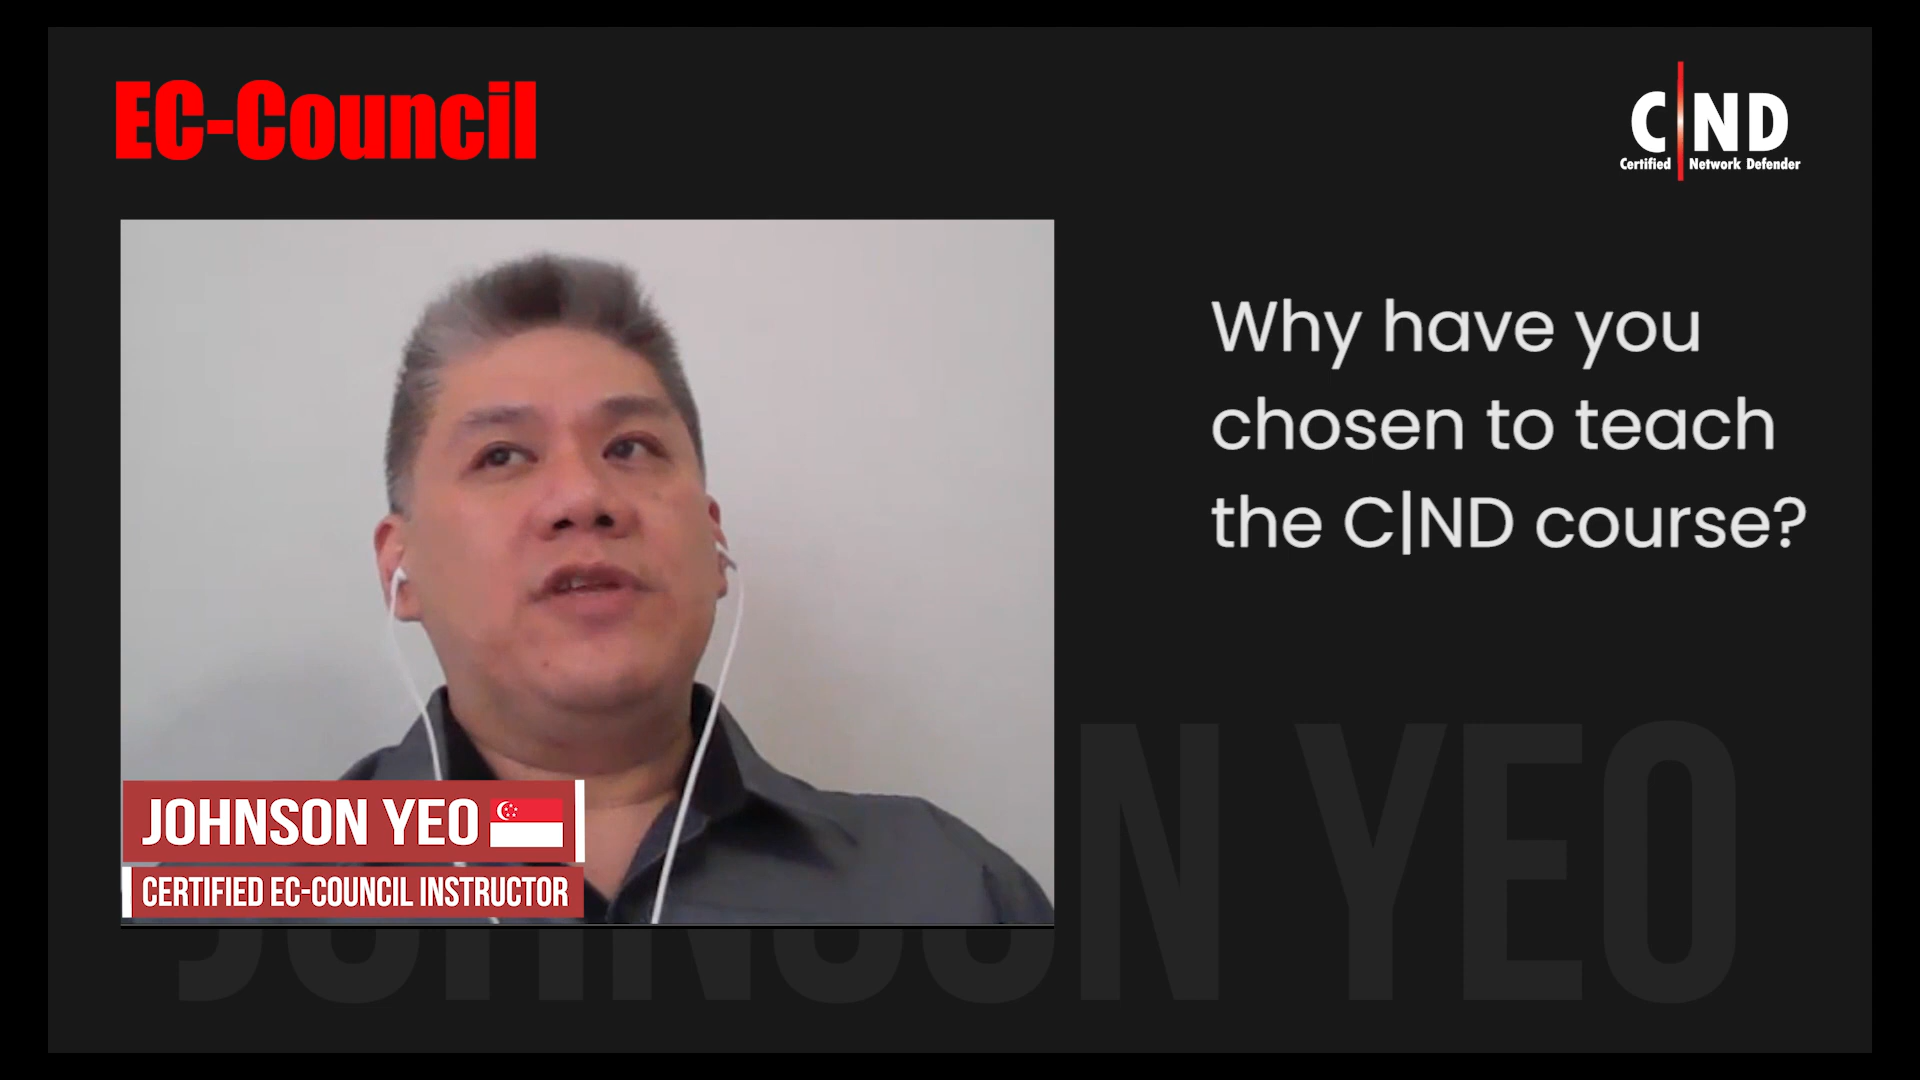 EC-Council
C|ND
Certified Network Defender
Why have you
chosen to teach
the C|ND course?
JOHNSON YEO
CERTIFIED EC-COUNCIL INSTRUCTOR
JOHNSON YEO